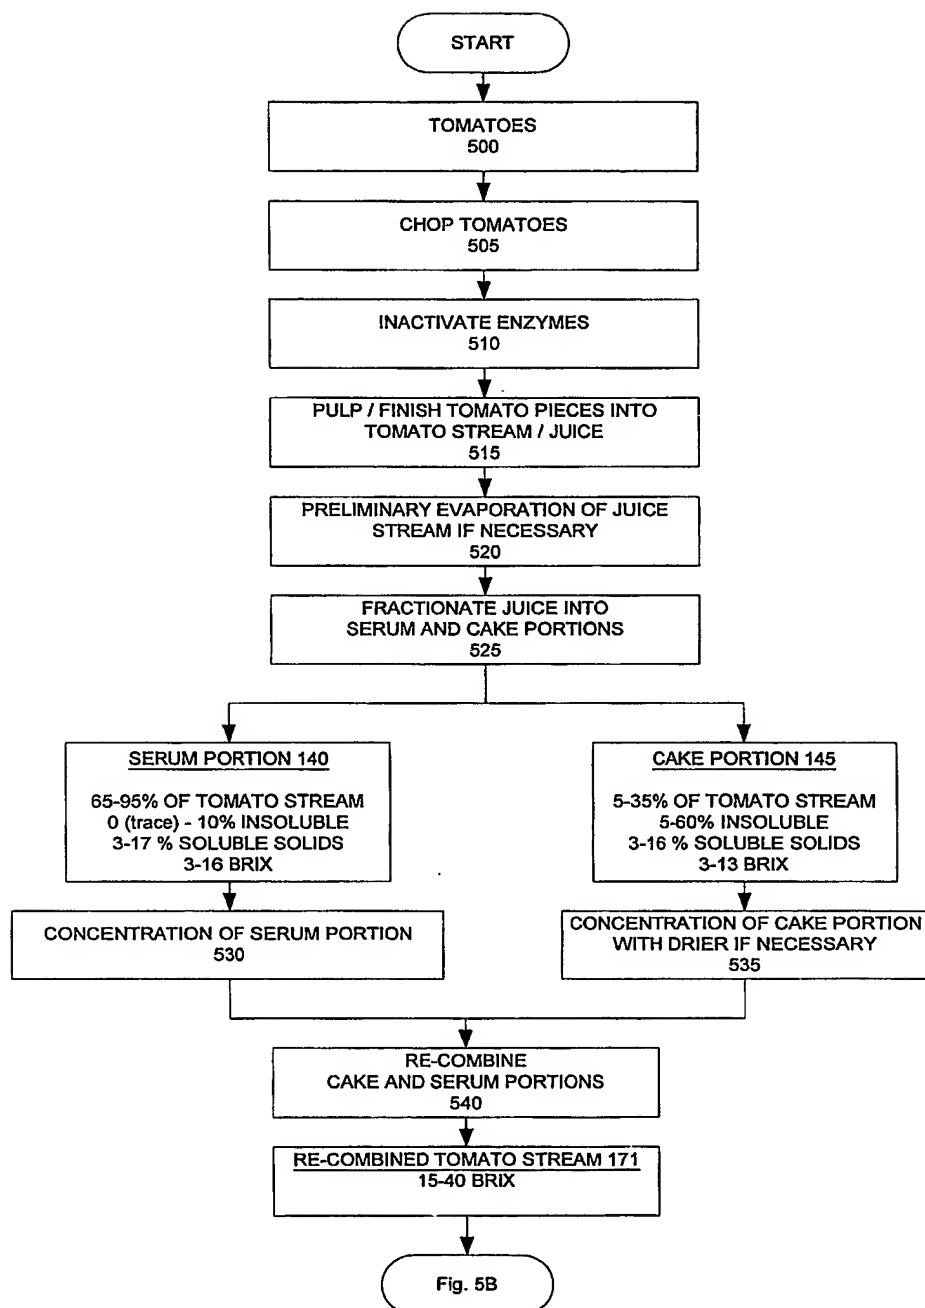 START
TOMATOES
500
CHOP TOMATOES
505
INACTIVATE ENZYMES
510
PULP / FINISH TOMATO PIECES INTO
TOMATO STREAM / JUICE
515
PRELIMINARY EVAPORATION OF JUICE
STREAM IF NECESSARY
520
FRACTIONATE JUICE INTO
SERUM AND CAKE PORTIONS
525
SERUM PORTION 140
65-95% OF TOMATO STREAM
0 (trace) - 10% INSOLUBLE
3-17 % SOLUBLE SOLIDS
3-16 BRIX
CAKE PORTION 145
5-35% OF TOMATO STREAM
5-60% INSOLUBLE
3-16 % SOLUBLE SOLIDS
3-13 BRIX
CONCENTRATION OF SERUM PORTION
530
CONCENTRATION OF CAKE PORTION
WITH DRIER IF NECESSARY
535
RE-COMBINE
CAKE AND SERUM PORTIONS
540
RE-COMBINED TOMATO STREAM 171
15-40 BRIX
Fig. 5B